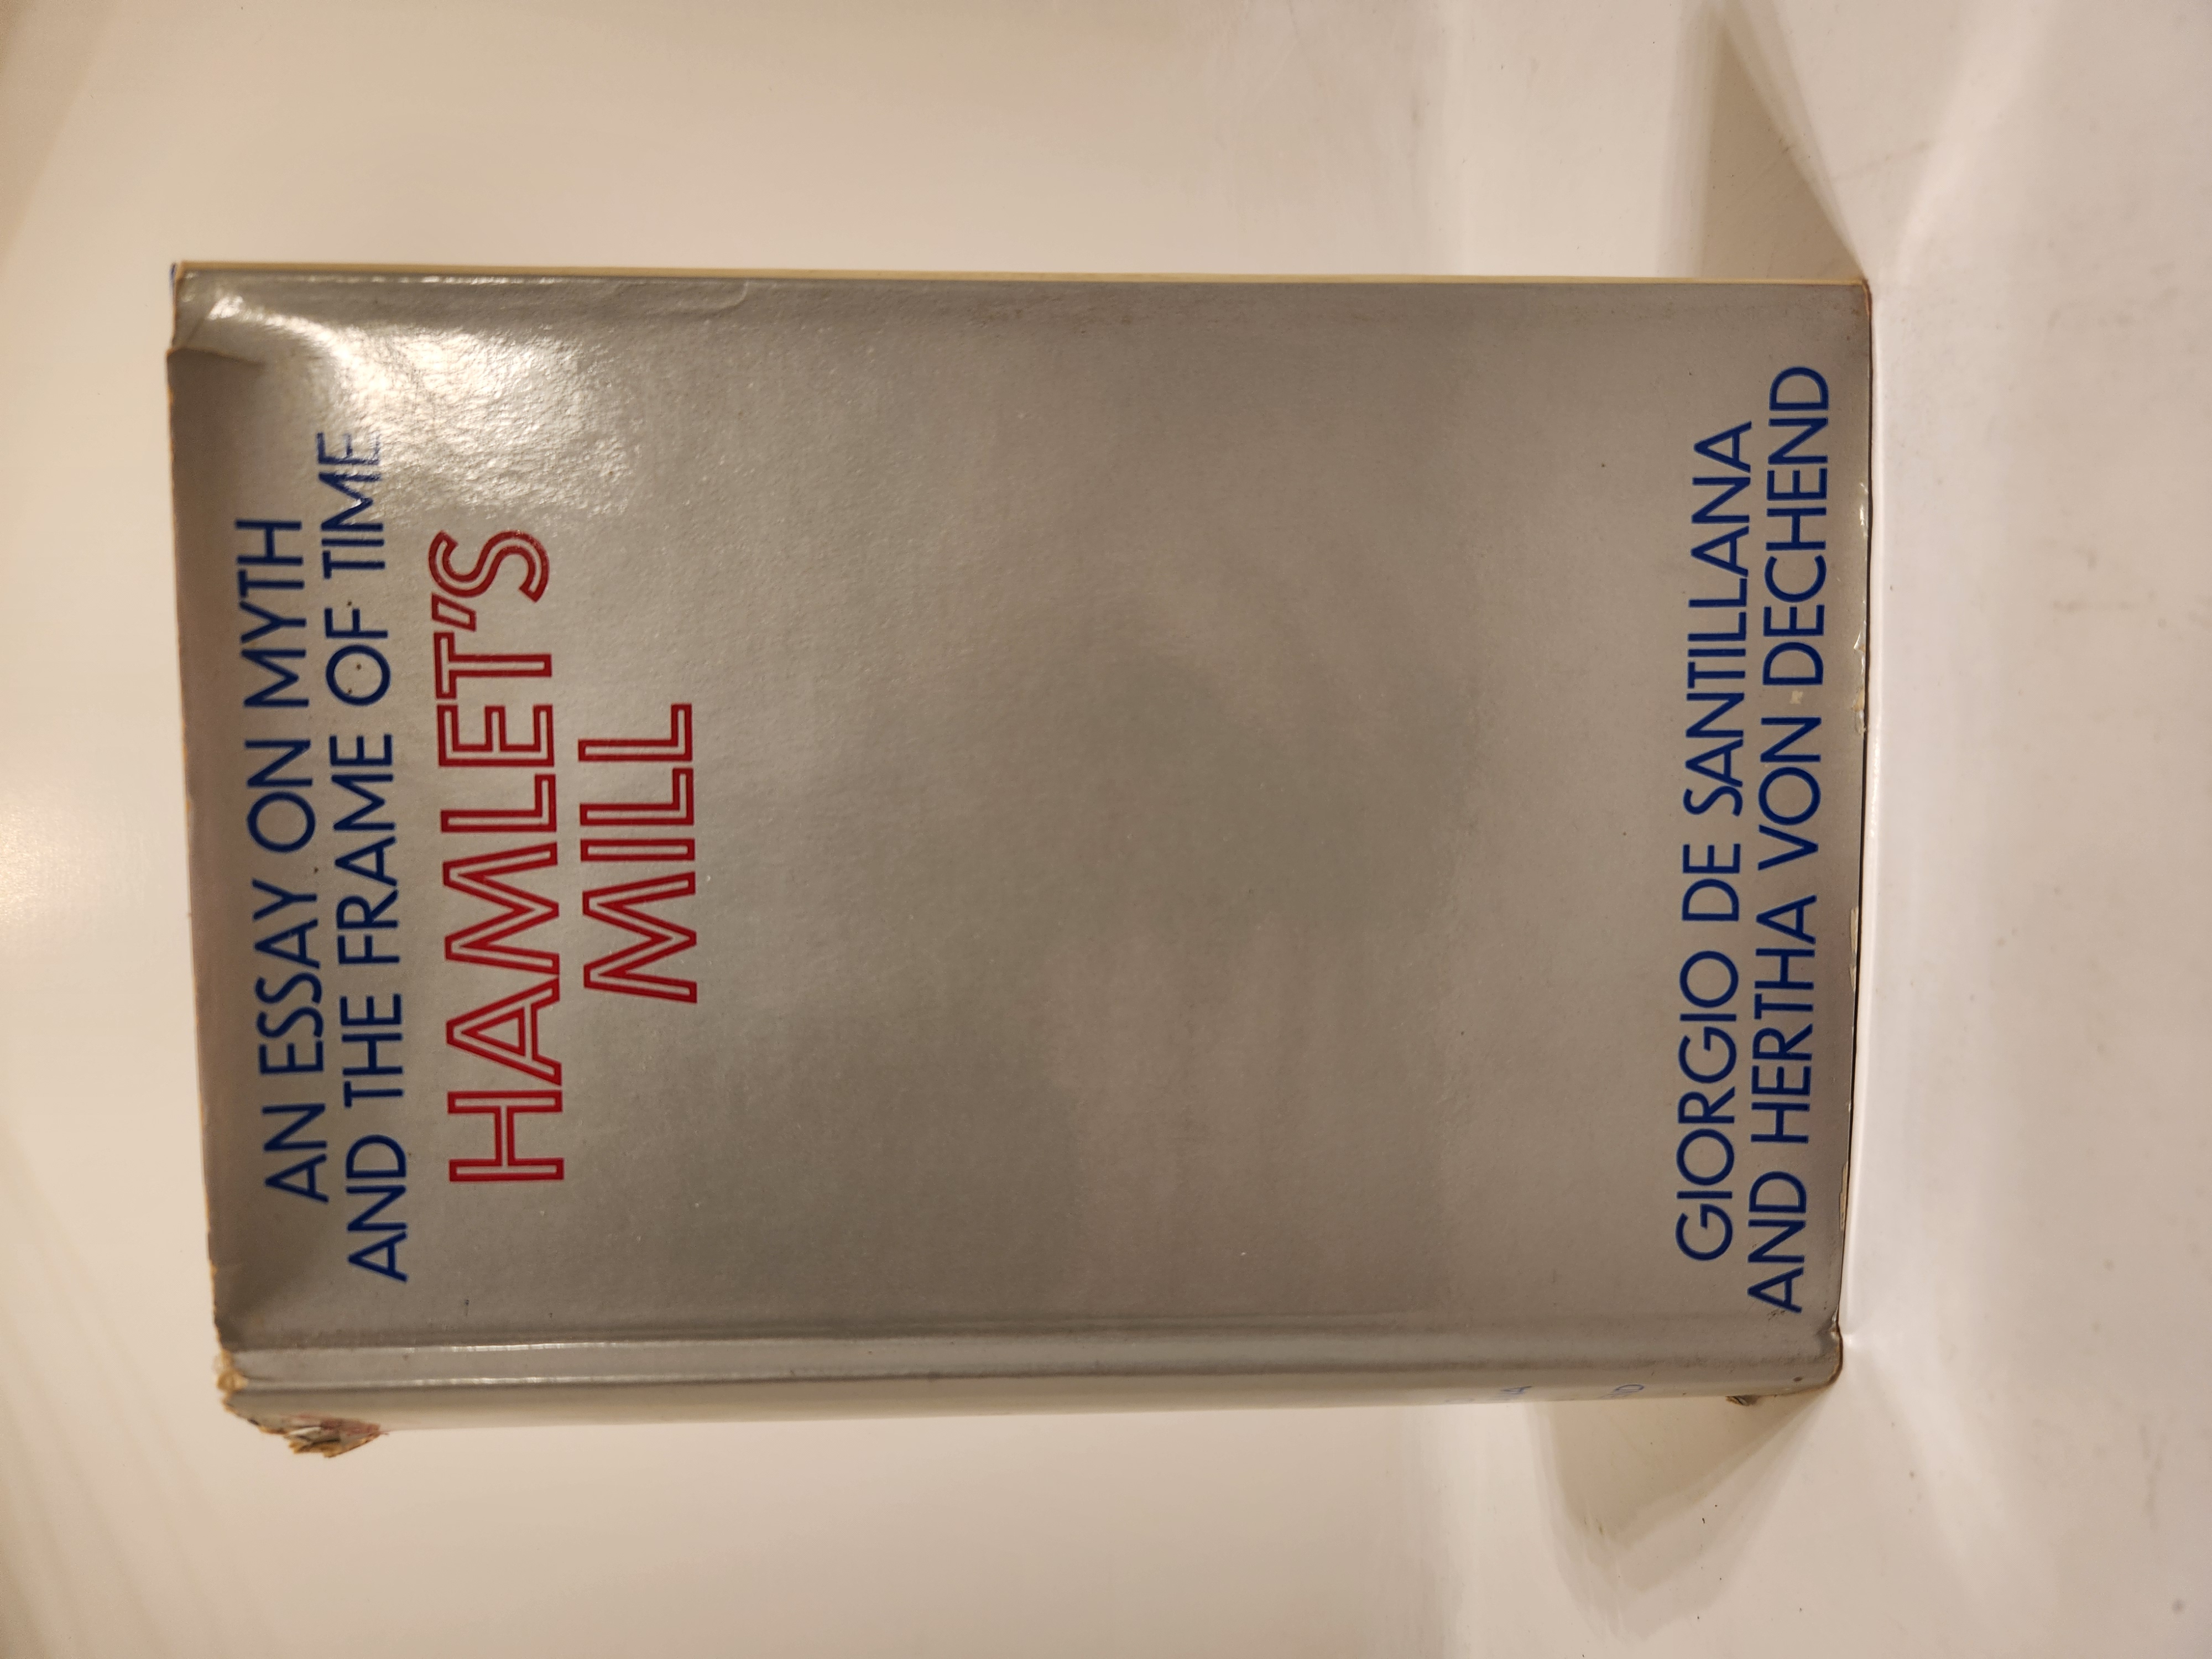 AN ESSAY ON MYTH
AND THE FRAME OF TIME
HAMLET'S
MILL
GIORGIO DE SANTILLANA
AND HERTHA VON DECHEND